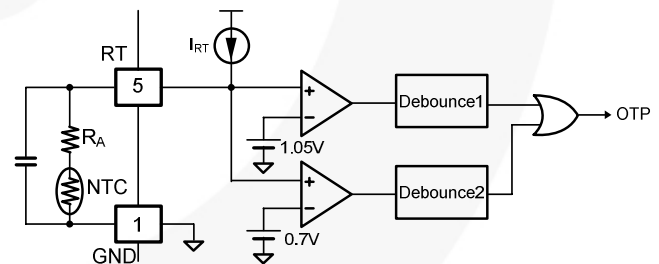 RT
I_RT
5
Debounce1
1.05V
OTP
R_A
NTC
Debounce2
0.7V
1
GND
+
−
+
−